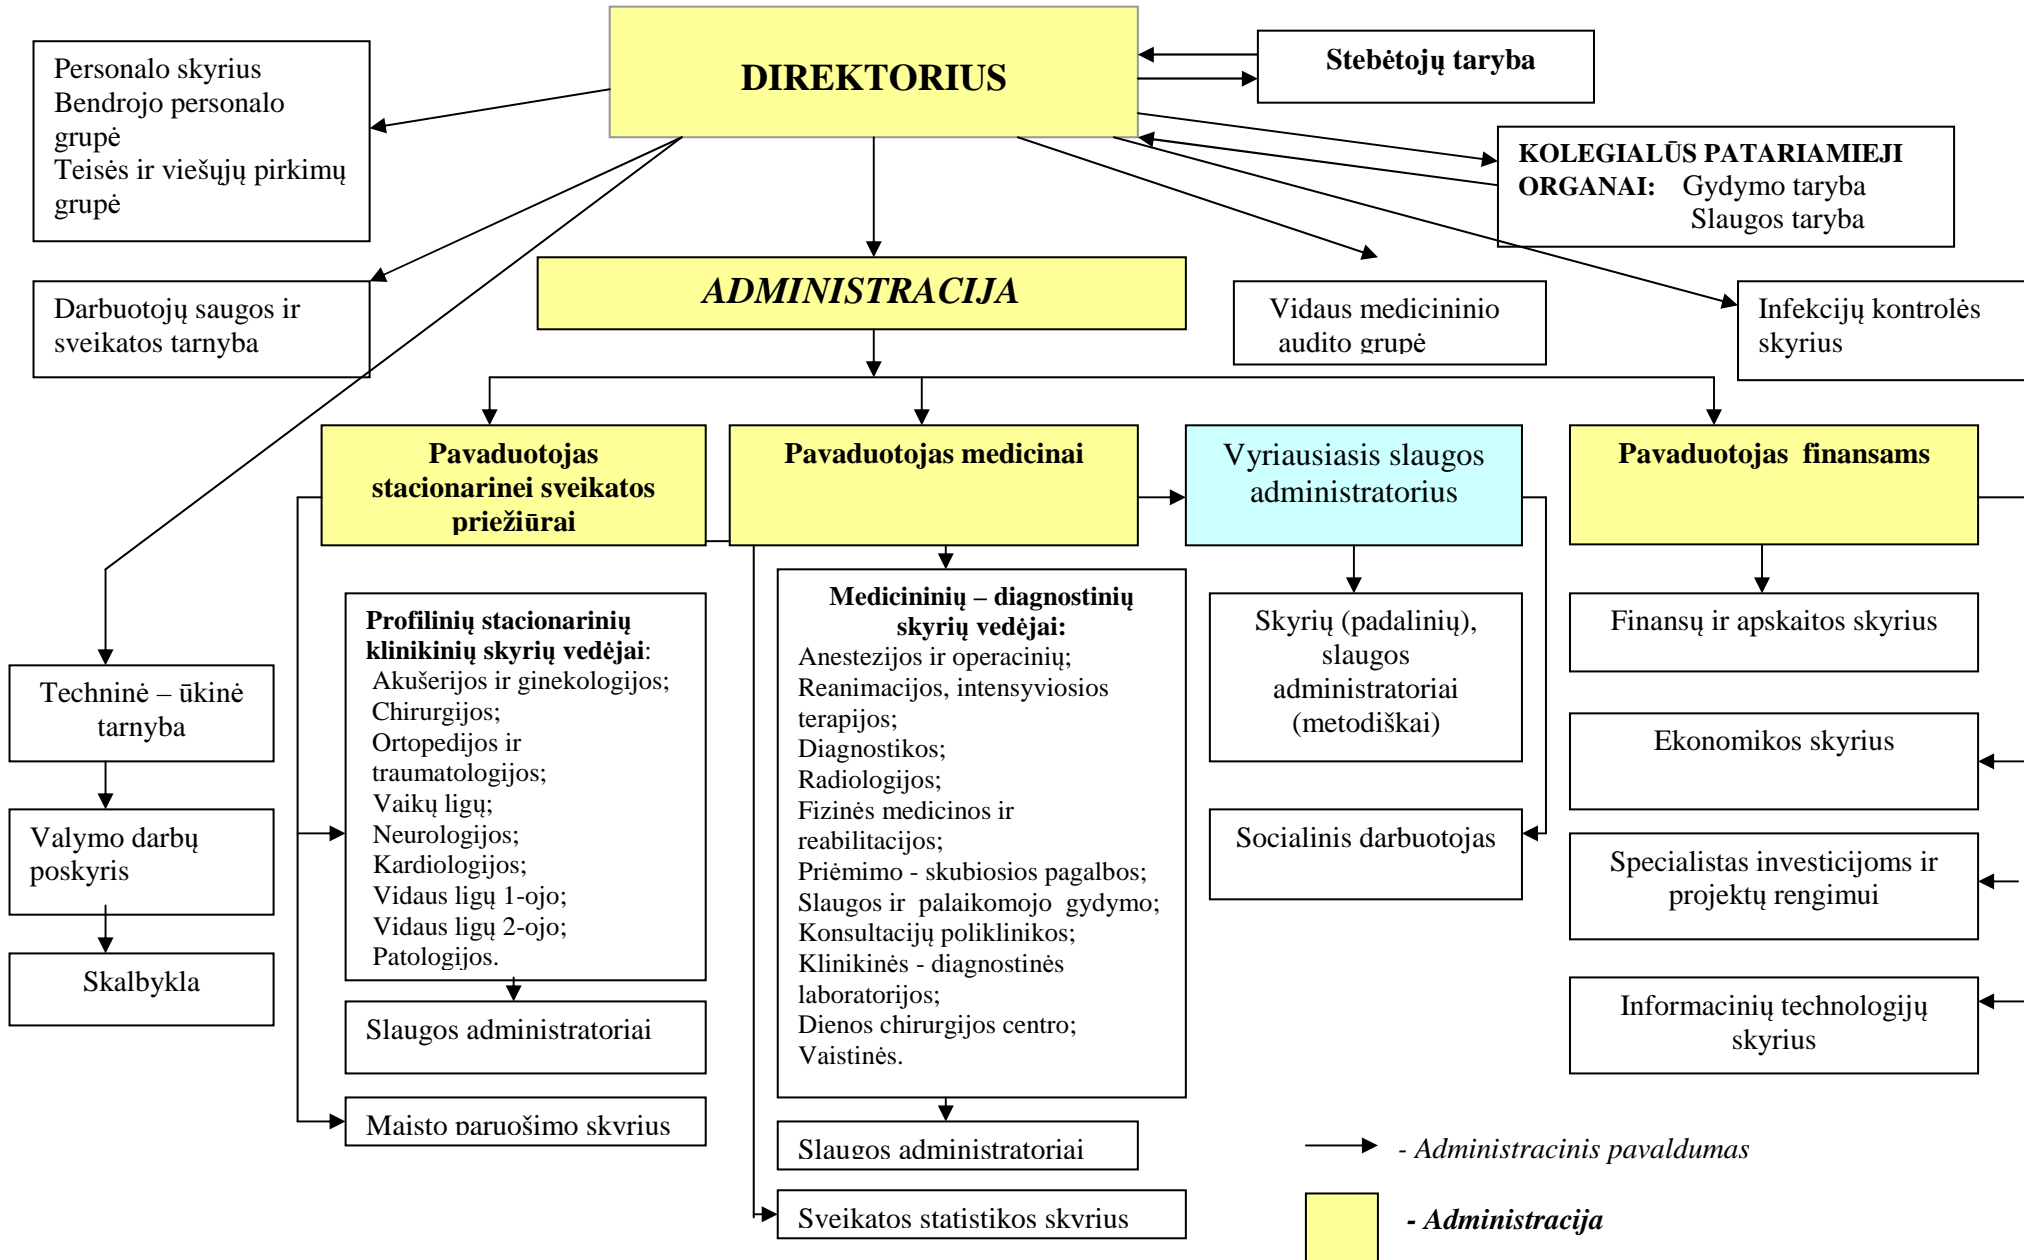 DIREKTORIUS
Stebėtojų taryba
Personalo skyrius
Bendrojo personalo
grupė
Teisės ir viešųjų pirkimų
grupė
KOLEGIALŪS PATARIAMIEJI
ORGANAI: Gydymo taryba
Slaugos taryba
ADMINISTRACIJA
Darbuotojų saugos ir
sveikatos tarnyba
Vidaus medicininio
audito grupė
Infekcijų kontrolės
skyrius
Pavaduotojas
stacionarinei sveikatos
priežiūrai
Pavaduotojas medicinai
Vyriausiasis slaugos
administratorius
Pavaduotojas finansams
Techninė – ūkinė
tarnyba
Valymo darbų
poskyris
Skalbykla
Profilinių stacionarinių
klinikinių skyrių vedėjai:
Akušerijos ir ginekologijos;
Chirurgijos;
Ortopedijos ir
traumatologijos;
Vaikų ligų;
Neurologijos;
Kardiologijos;
Vidaus ligų 1-ojo;
Vidaus ligų 2-ojo;
Patologijos.
Slaugos administratoriai
Maisto paruošimo skyrius
Medicininių – diagnostinių
skyrių vedėjai:
Anestezijos ir operacinių;
Reanimacijos, intensyviosios
terapijos;
Diagnostikos;
Radiologijos;
Fizinės medicinos ir
reabilitacijos;
Priėmimo - skubiosios pagalbos;
Slaugos ir palaikomojo gydymo;
Konsultacijų poliklinikos;
Klinikinės - diagnostinės
laboratorijos;
Dienos chirurgijos centro;
Vaistinės.
Slaugos administratoriai
Sveikatos statistikos skyrius
Skyrių (padalinių),
slaugos
administratoriai
(metodiškai)
Socialinis darbuotojas
Finansų ir apskaitos skyrius
Ekonomikos skyrius
Specialistas investicijoms ir
projektų rengimui
Informacinių technologijų
skyrius
- Administracinis pavaldumas
- Administracija